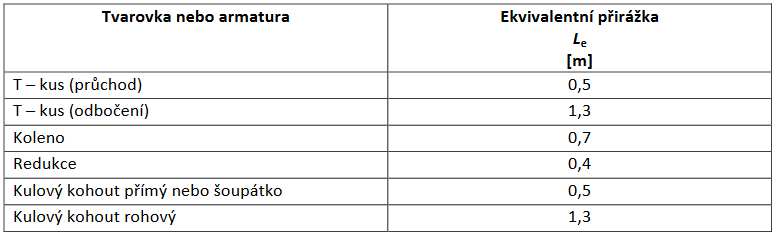 Tvarovka nebo armatura Ekvivalentní přirážka
Le
[m]
T – kus (průchod) 0,5
T – kus (odbočení) 1,3
Koleno 0,7
Redukce 0,4
Kulový kohout přímý nebo šoupátko 0,5
Kulový kohout rohový 1,3